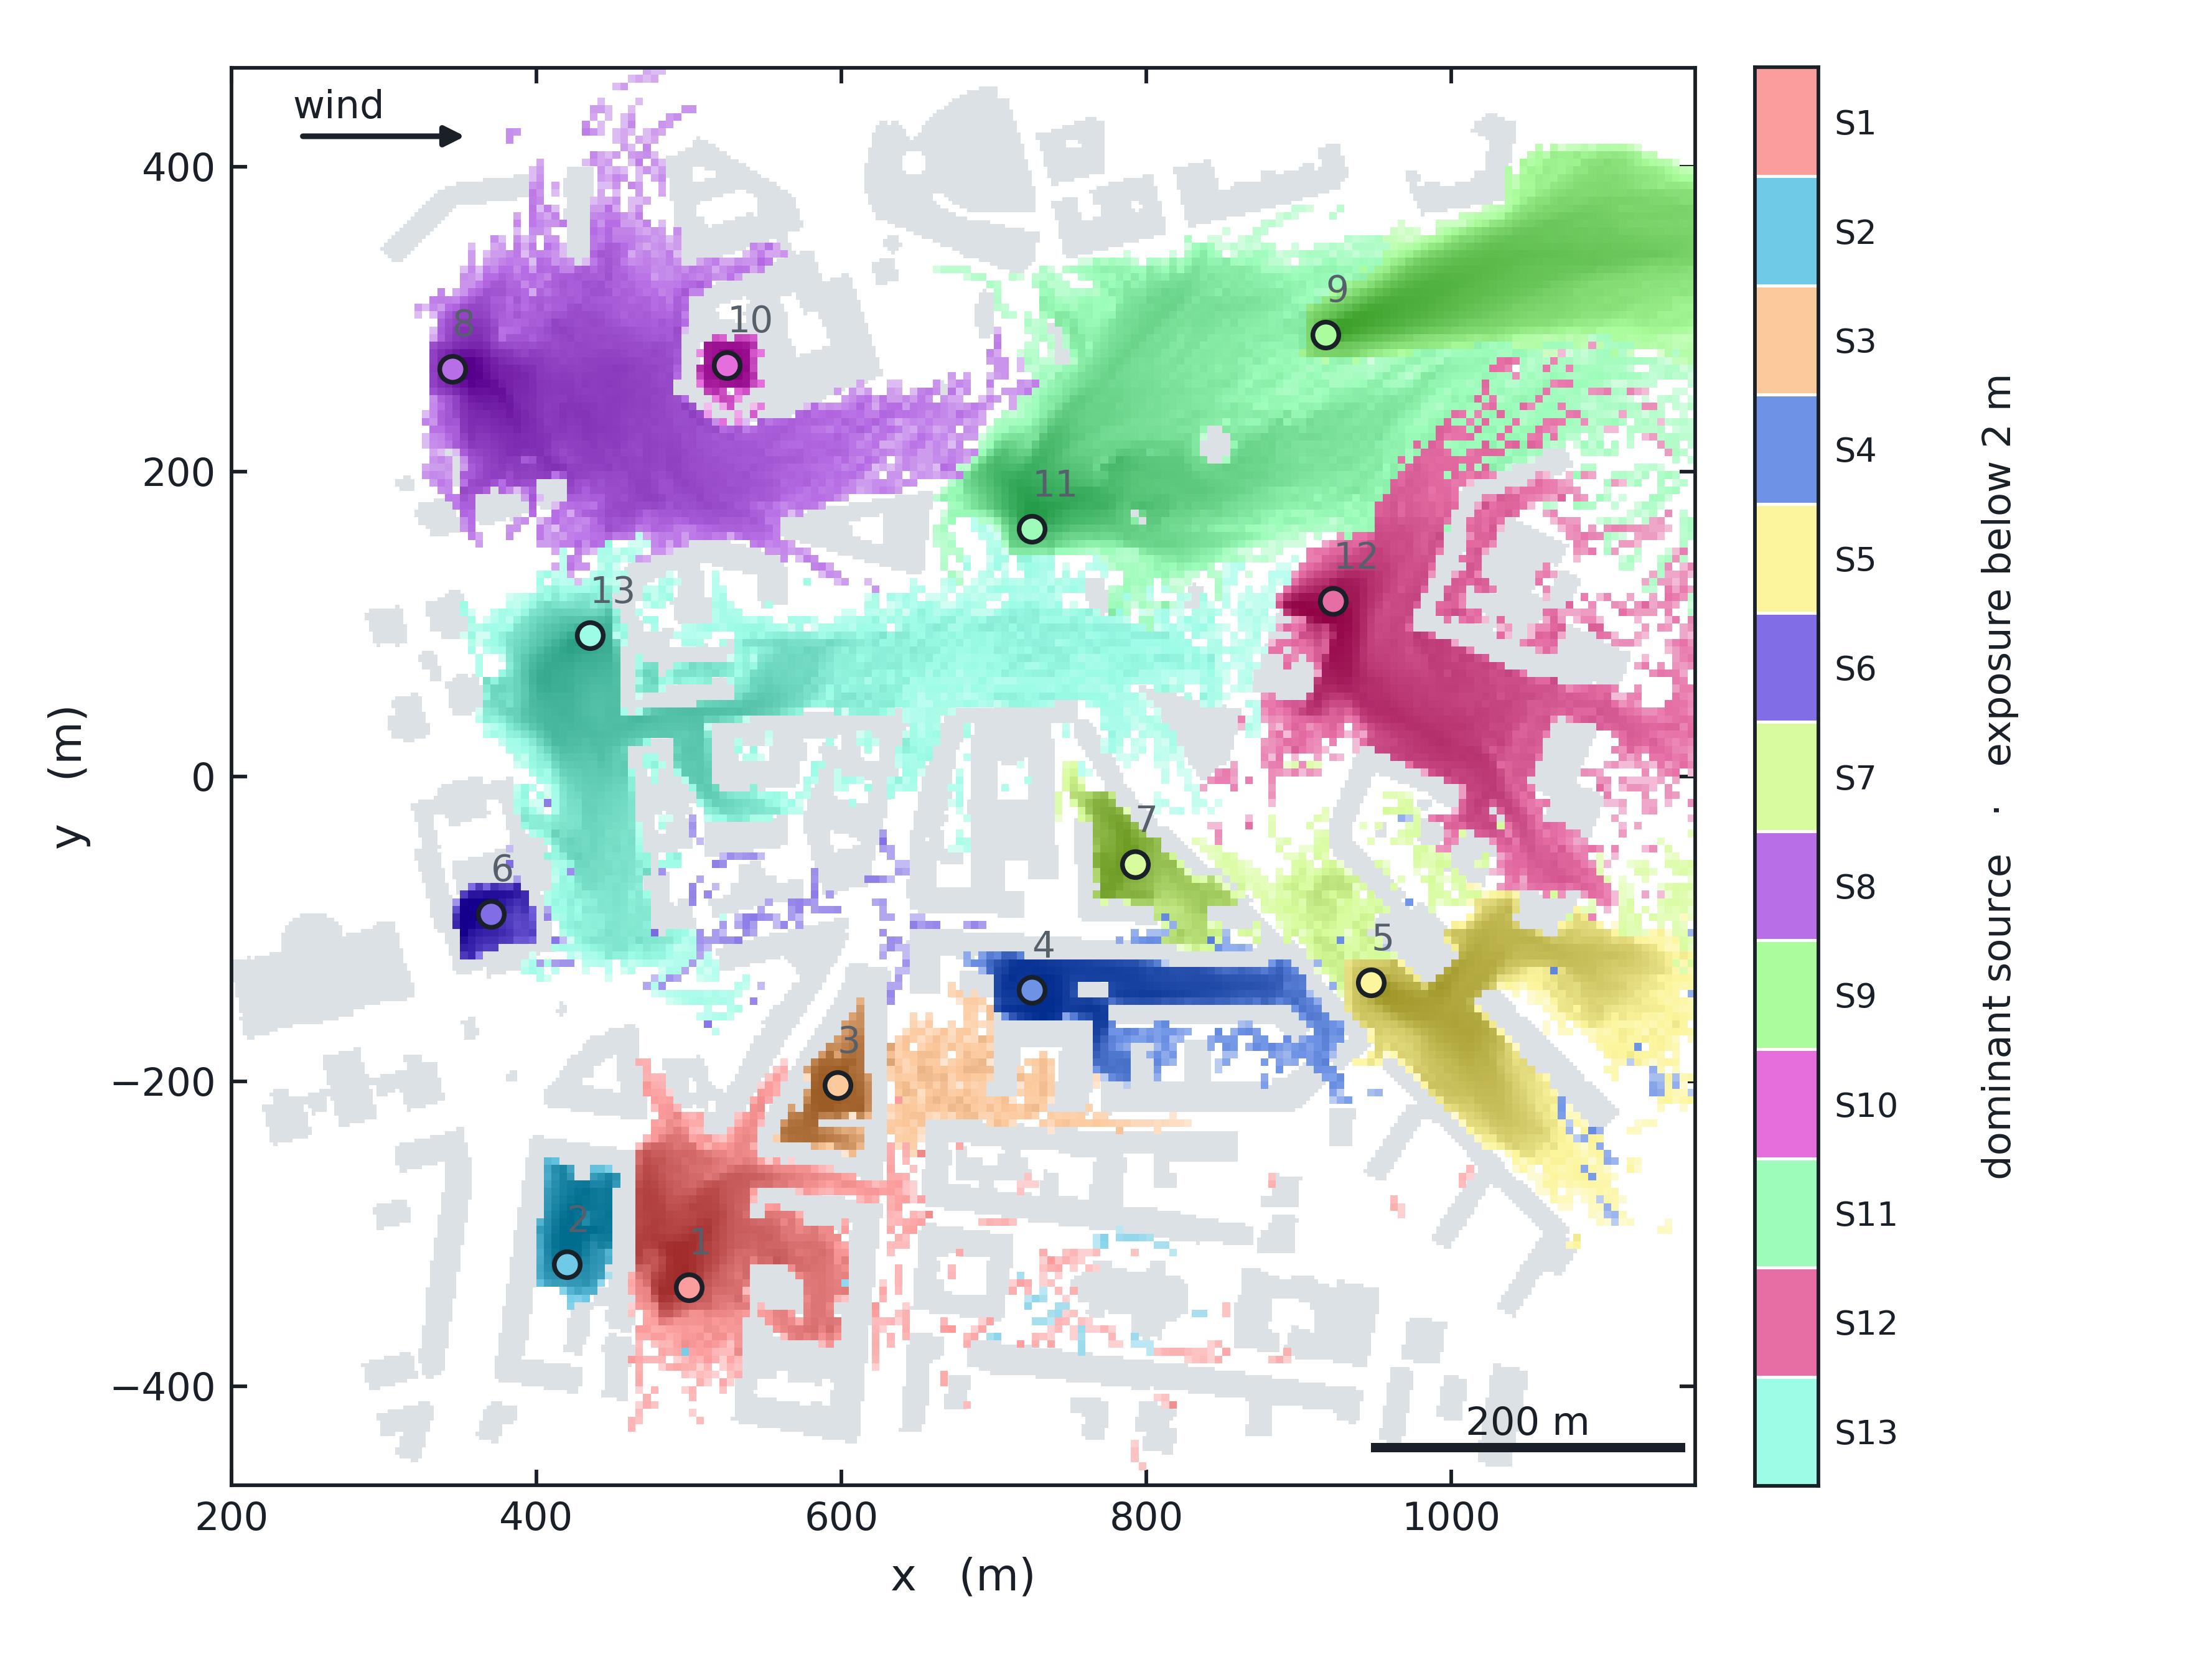 wind
400
200
0
−200
−400
y (m)
8
10
9
11
12
13
7
6
5
4
3
2
1
200 m
200
400
600
800
1000
x (m)
S1
S2
S3
S4
S5
S6
S7
S8
S9
S10
S11
S12
S13
dominant source · exposure below 2 m